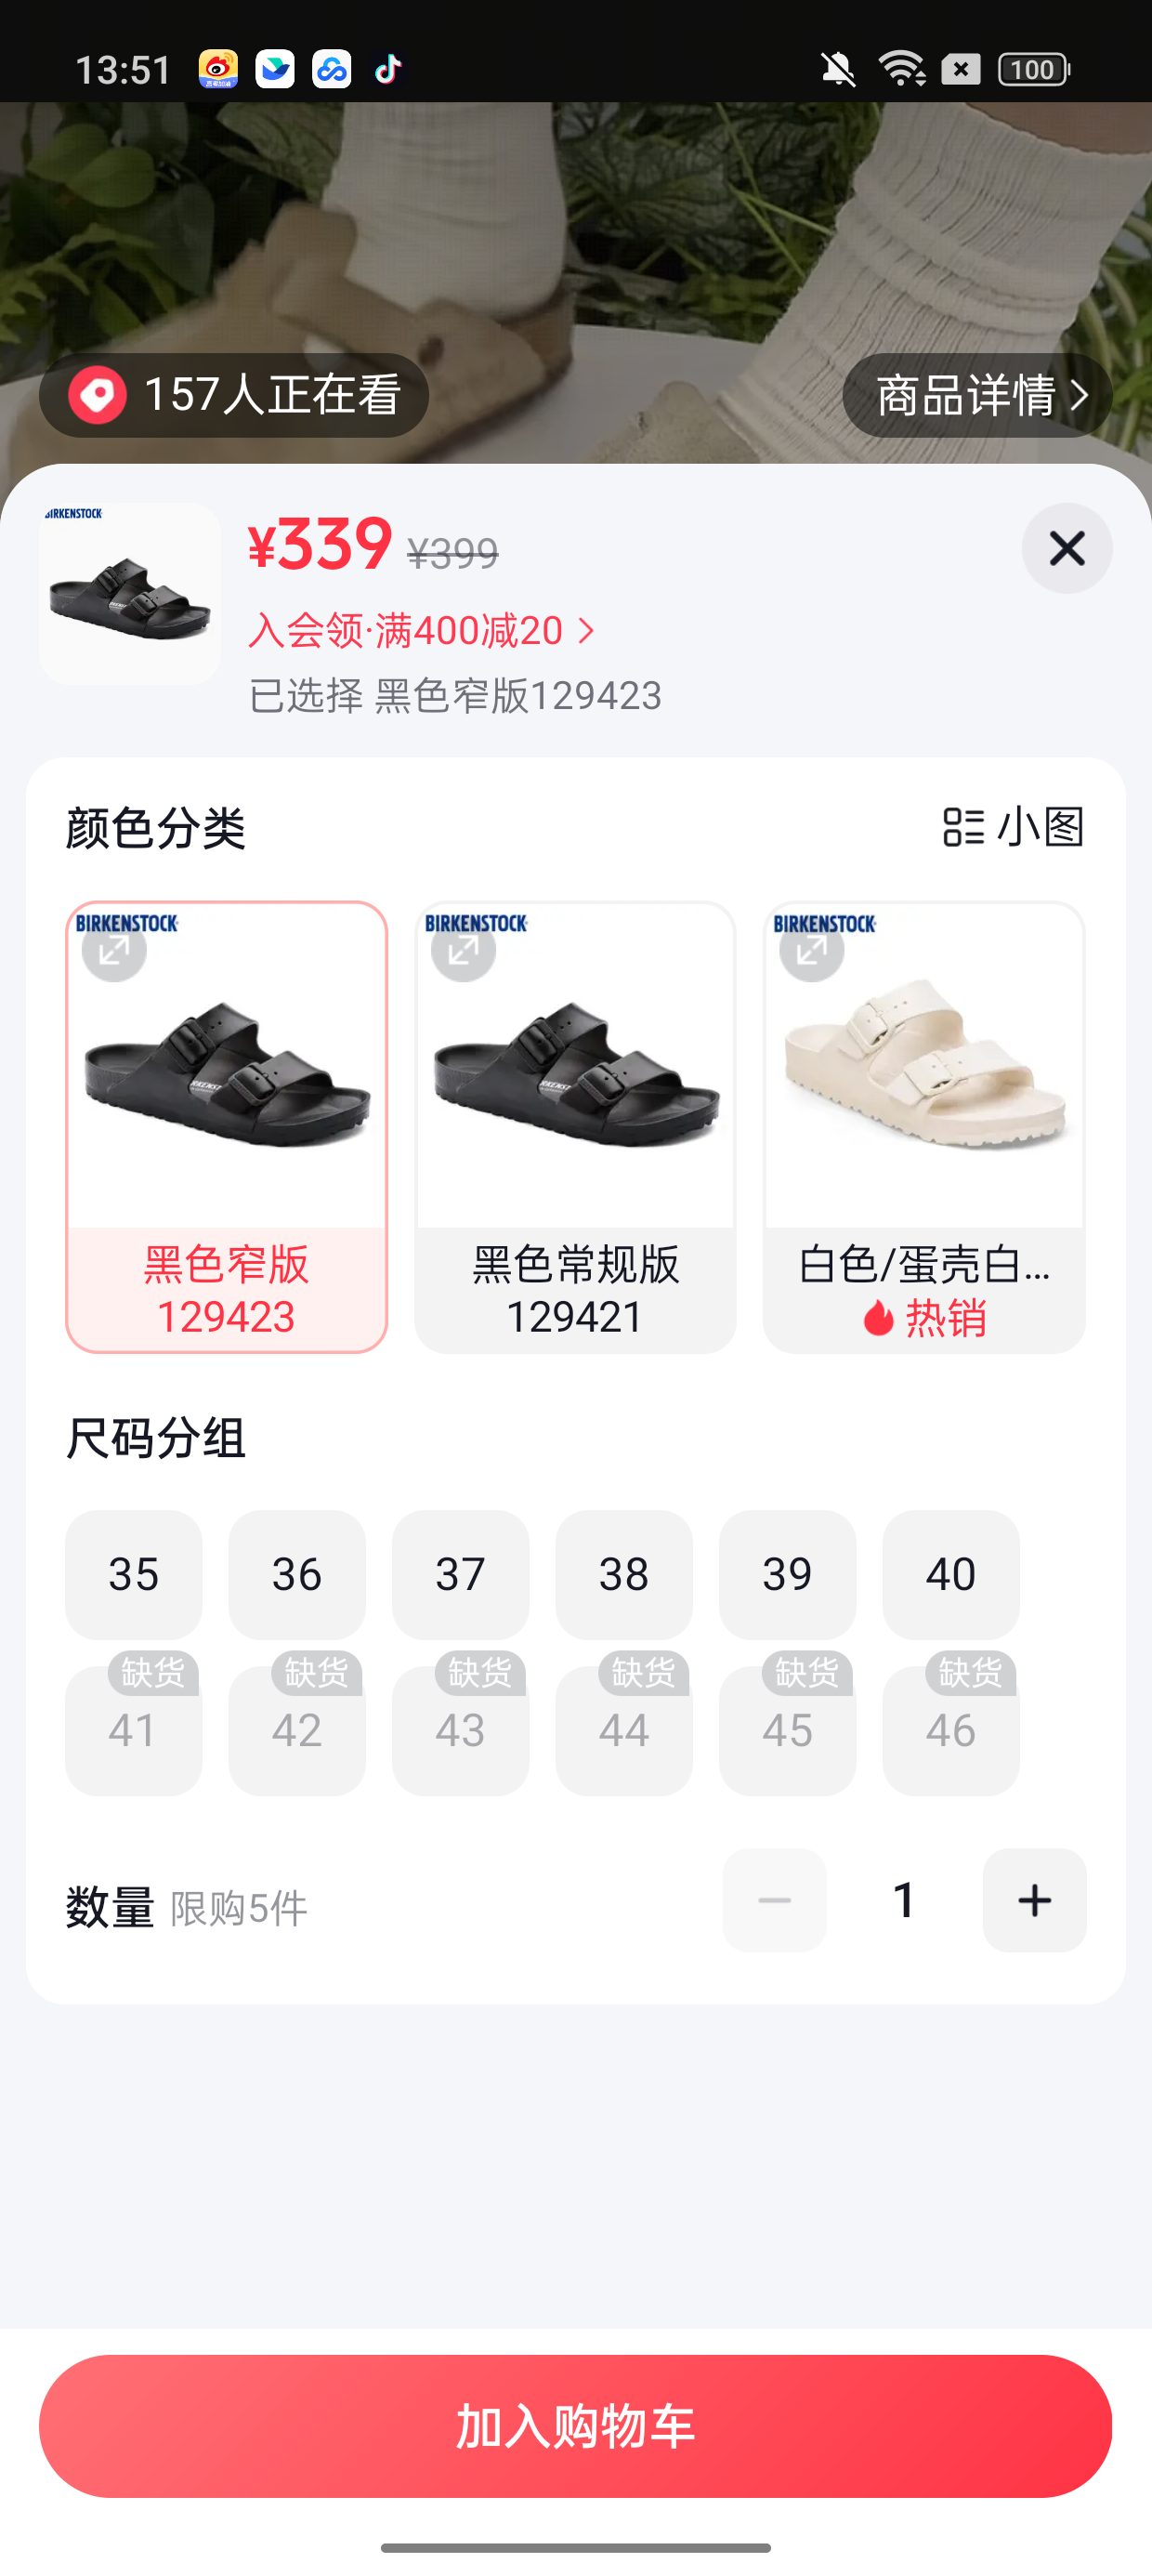 13:51
100
157人正在看
商品详情
BIRKENSTOCK
¥339 ¥399
入会领·满400减20
已选择 黑色窄版129423
颜色分类
小图
BIRKENSTOCK
BIRKENSTOCK
BIRKENSTOCK
黑色窄版
129423
黑色常规版
129421
白色/蛋壳白...
热销
尺码分组
35 36 37 38 39 40
缺货 缺货 缺货 缺货 缺货 缺货
41 42 43 44 45 46
数量 限购5件
1
加入购物车